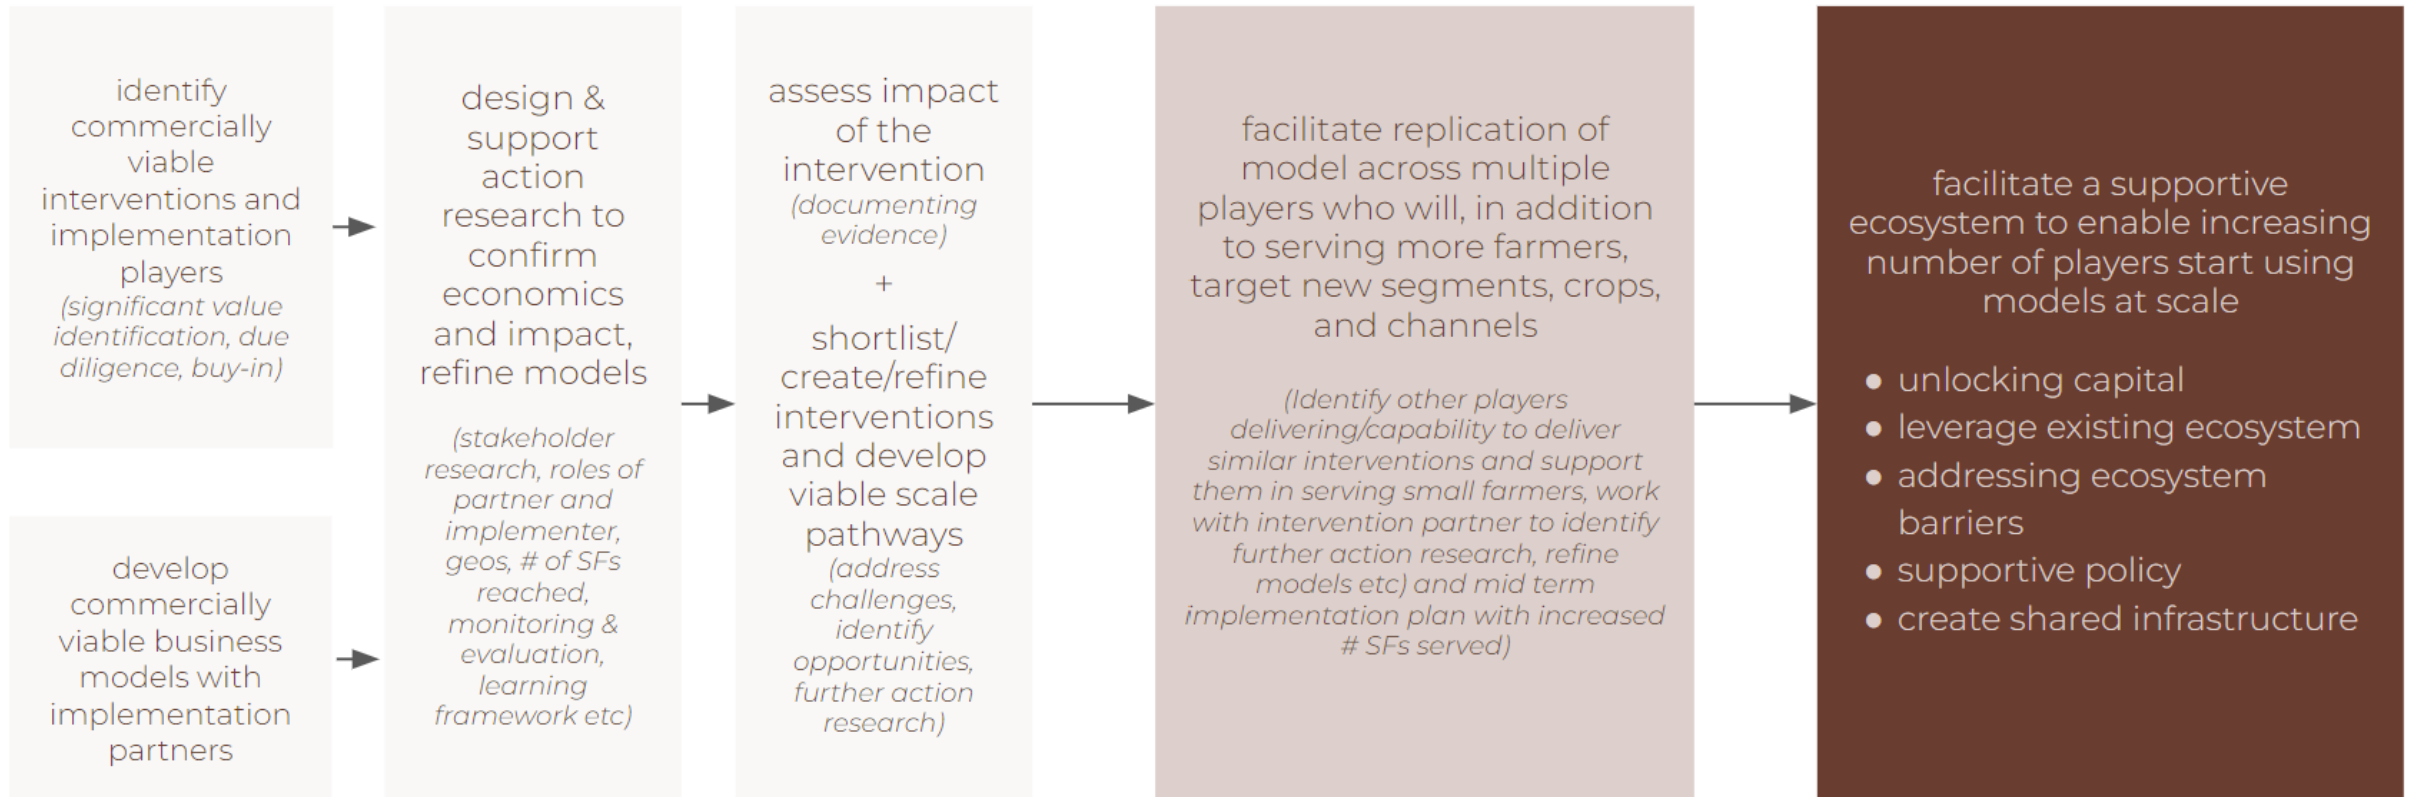 identify
commercially
viable
interventions and
implementation
players
(significant value
identification, due
diligence, buy-in)
develop
commercially
viable business
models with
implementation
partners
design &
support
action
research to
confirm
economics
and impact,
refine models
(stakeholder
research, roles of
partner and
implementer,
geos, # of SFs
reached,
monitoring &
evaluation,
learning
framework etc)
assess impact
of the
intervention
(documenting
evidence)
+
shortlist/
create/refine
interventions
and develop
viable scale
pathways
(address
challenges,
identify
opportunities,
further action
research)
facilitate replication of
model across multiple
players who will, in addition
to serving more farmers,
target new segments, crops,
and channels
(Identify other players
delivering/capability to deliver
similar interventions and support
them in serving small farmers, work
with intervention partner to identify
further action research, refine
models etc) and mid term
implementation plan with increased
# SFs served)
facilitate a supportive
ecosystem to enable increasing
number of players start using
models at scale
● unlocking capital
● leverage existing ecosystem
● addressing ecosystem
barriers
● supportive policy
● create shared infrastructure